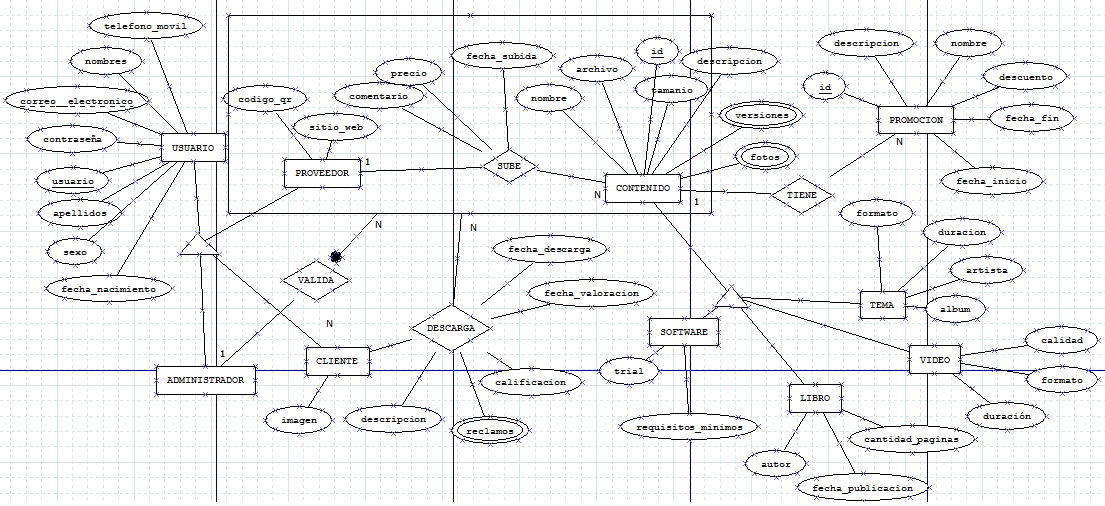 telefono_movil
nombres
correo__electronico
contraseña
usuario
apellidos
sexo
fecha_nacimiento
USUARIO
codigo_qr
sitio_web
PROVEEDOR
1
precio
comentario
fecha_subida
SUBE
nombre
archivo
id
tamanio
descripcion
versiones
fotos
CONTENIDO
N
1
TIENE
descripcion
nombre
id
descuento
PROMOCION
fecha_fin
N
fecha_inicio
N
VALIDA
N
1
ADMINISTRADOR
CLIENTE
imagen
N
fecha_descarga
fecha_valoracion
DESCARGA
calificacion
descripcion
reclamos
SOFTWARE
trial
requisitos_minimos
formato
duracion
artista
album
TEMA
VIDEO
calidad
formato
duración
LIBRO
cantidad_paginas
autor
fecha_publicacion